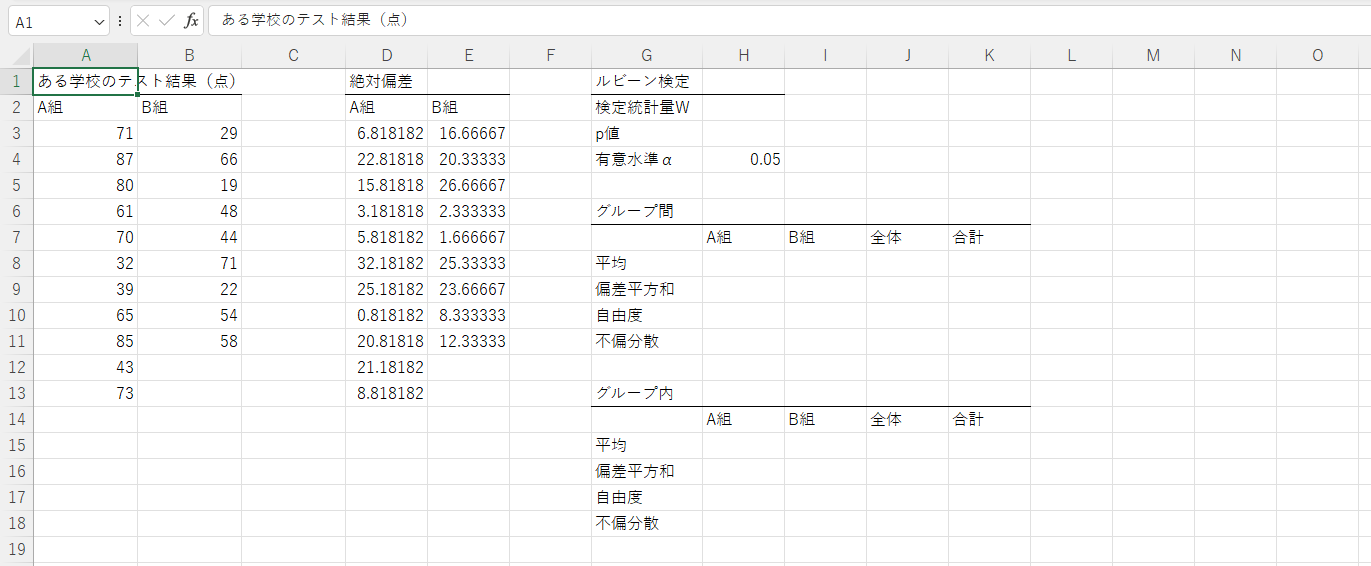 A1 fx ある学校のテスト結果（点）
A B C D E F G H I J K L M N O
1 ある学校のテスト結果（点） 絶対偏差 ルビーン検定
2 A組 B組 A組 B組 検定統計量W
3 71 29 6.818182 16.66667 p値
4 87 66 22.81818 20.33333 有意水準α 0.05
5 80 19 15.81818 26.66667
6 61 48 3.181818 2.333333 グループ間
7 70 44 5.818182 1.666667 A組 B組 全体 合計
8 32 71 32.18182 25.33333 平均
9 39 22 25.18182 23.66667 偏差平方和
10 65 54 0.818182 8.333333 自由度
11 85 58 20.81818 12.33333 不偏分散
12 43 21.18182
13 73 8.818182 グループ内
14 A組 B組 全体 合計
15 平均
16 偏差平方和
17 自由度
18 不偏分散
19